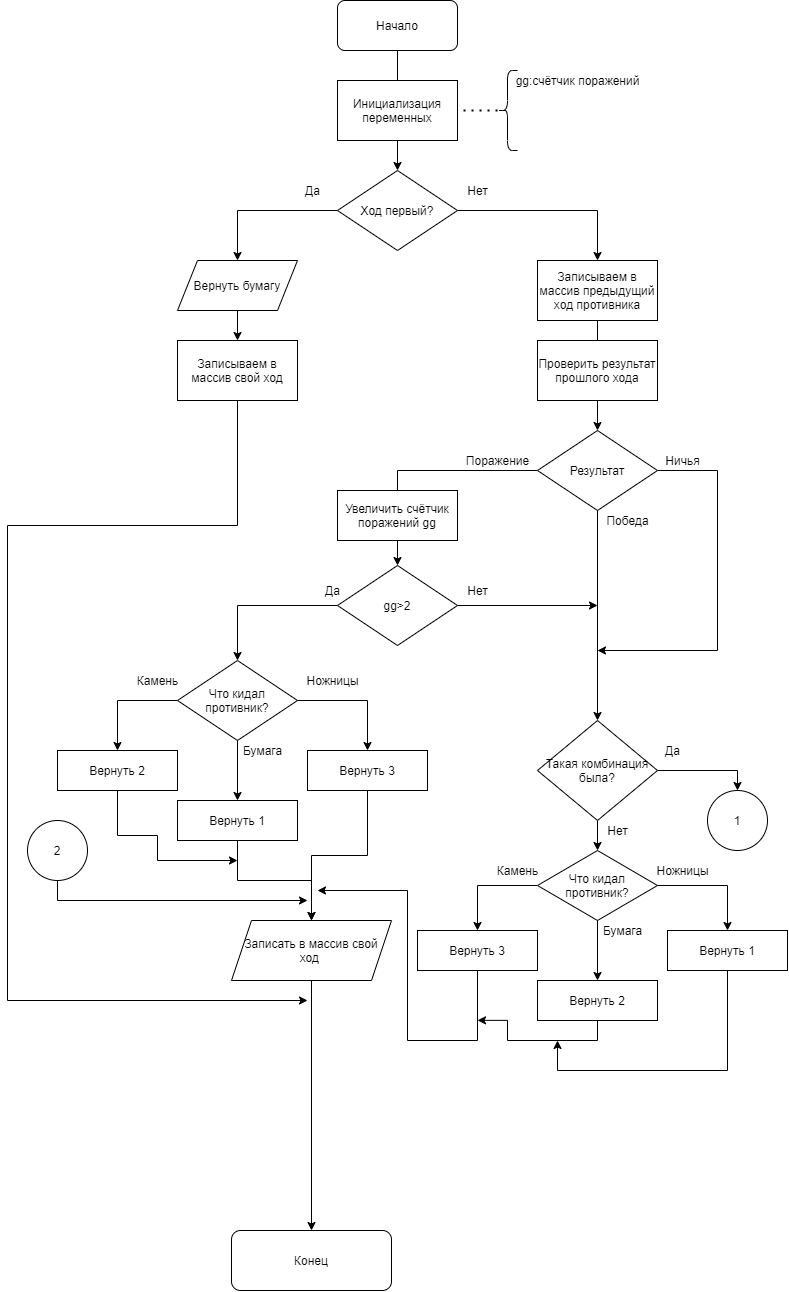 Начало
Инициализация
переменных
gg:счётчик поражений
Ход первый?
Да
Нет
Вернуть бумагу
Записываем в
массив свой ход
Записываем в
массив предыдущий
ход противника
Проверить результат
прошлого хода
Результат
Поражение
Ничья
Победа
Увеличить счётчик
поражений gg
gg>2
Да
Нет
Что кидал
противник?
Камень
Ножницы
Бумага
Вернуть 2
Вернуть 3
Вернуть 1
2
Такая комбинация
была?
Да
1
Нет
Что кидал
противник?
Камень
Ножницы
Бумага
Вернуть 3
Вернуть 1
Вернуть 2
Записать в массив свой
ход
Конец